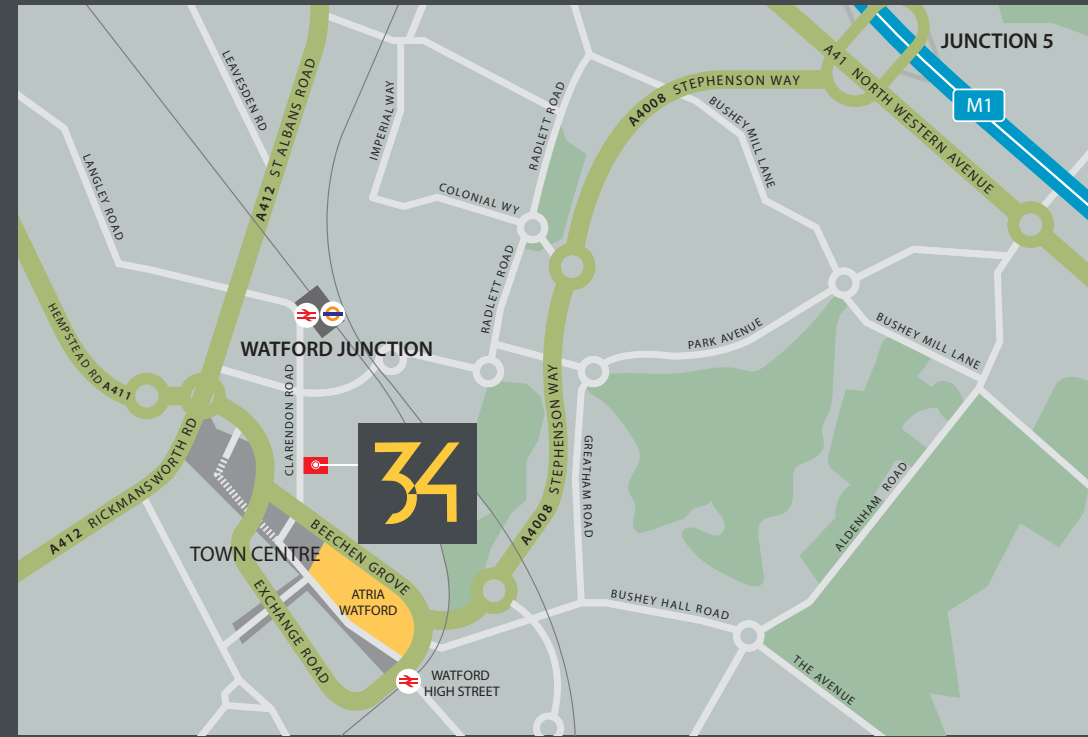 JUNCTION 5
M1
A41 NORTH WESTERN AVENUE
A4008 STEPHENSON WAY
BUSHEY MILL LANE
LEAVESDEN RD
A412 ST ALBANS ROAD
IMPERIAL WAY
RADLETT ROAD
LANGLEY ROAD
COLONIAL WY
RADLETT ROAD
HEMPSTEAD RD A411
WATFORD JUNCTION
PARK AVENUE
BUSHEY MILL LANE
CLARENDON ROAD
34
A4008 STEPHENSON WAY
GREATHAM ROAD
ALDENHAM ROAD
A412 RICKMANSWORTH RD
TOWN CENTRE
BEECHEN GROVE
ATRIA
WATFORD
EXCHANGE ROAD
BUSHEY HALL ROAD
WATFORD
HIGH STREET
THE AVENUE